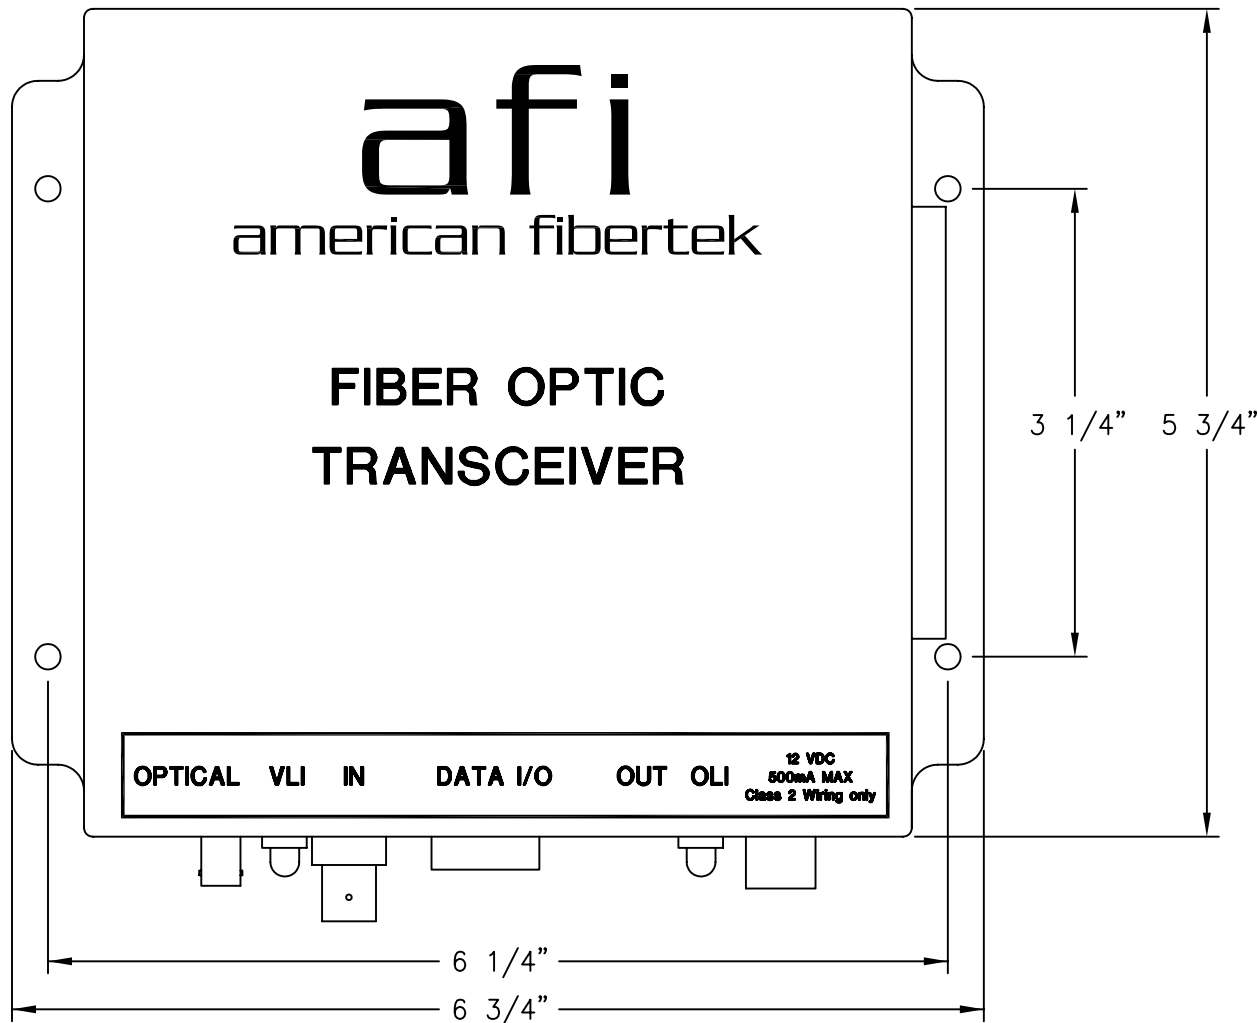 afi
american fibertek
FIBER OPTIC
TRANSCEIVER
3 1/4” 5 3/4”
OPTICAL VLI IN DATA I/O OUT OLI
12 VDC
500mA MAX
Class 2 Wiring only
6 1/4”
6 3/4”